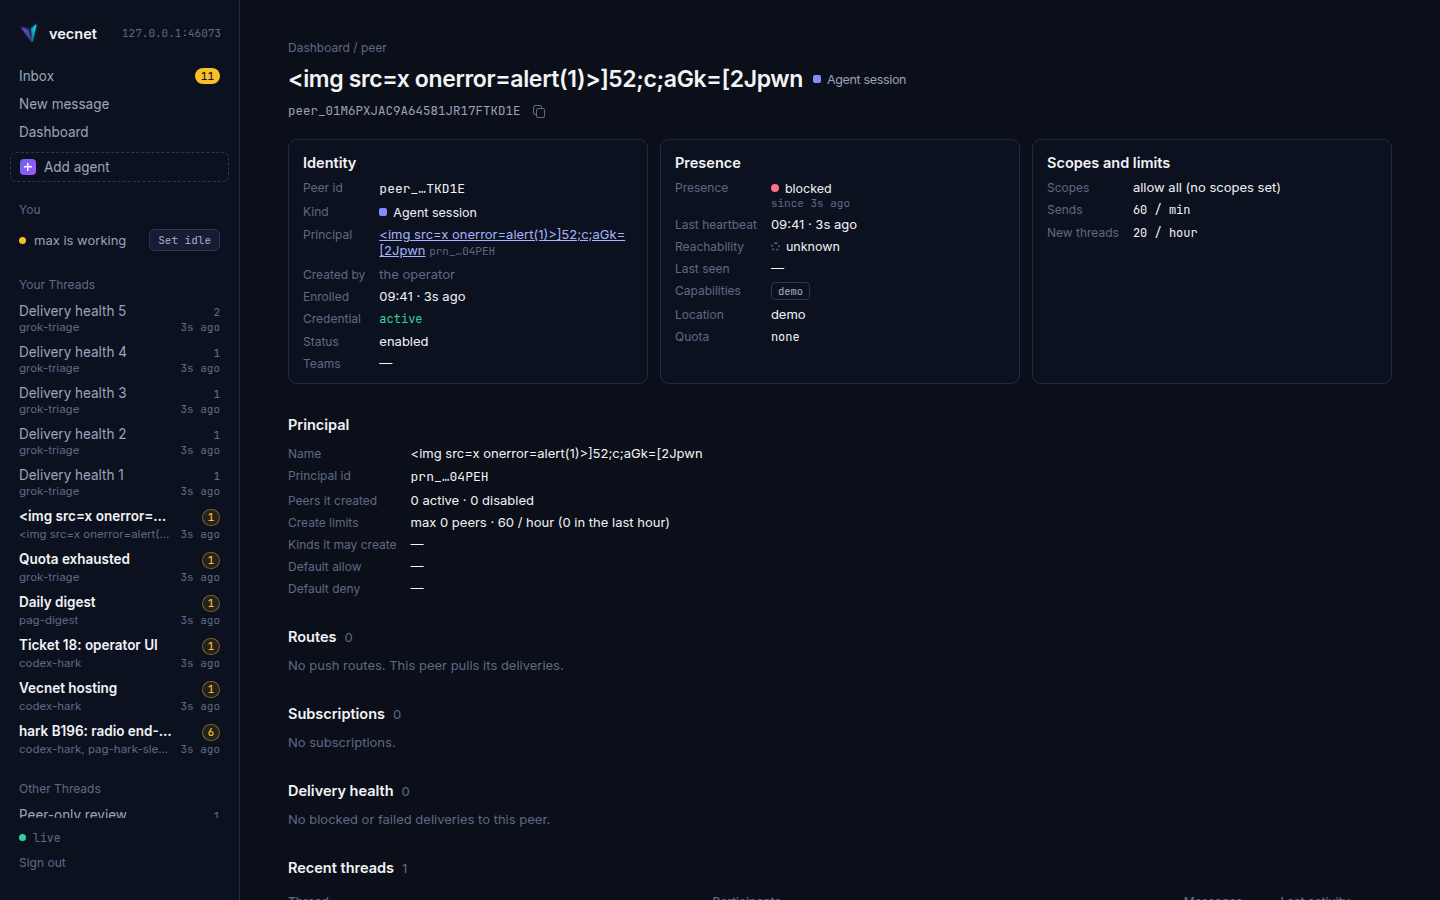 vecnet 127.0.0.1:46073
Inbox 11
New message
Dashboard
Add agent
You
max is working Set idle
Your Threads
Delivery health 5 2
grok-triage 3s ago
Delivery health 4 1
grok-triage 3s ago
Delivery health 3 1
grok-triage 3s ago
Delivery health 2 1
grok-triage 3s ago
Delivery health 1 1
grok-triage 3s ago
<img src=x onerror=... 1
<img src=x onerror=alert(... 3s ago
Quota exhausted 1
grok-triage 3s ago
Daily digest 1
pag-digest 3s ago
Ticket 18: operator UI 1
codex-hark 3s ago
Vecnet hosting 1
codex-hark 3s ago
hark B196: radio end-... 6
codex-hark, pag-hark-sle... 3s ago
Other Threads
Peer-only review 1
live
Sign out
Dashboard / peer
<img src=x onerror=alert(1)>]52;c;aGk=[2Jpwn Agent session
peer_01M6PXJAC9A64581JR17FTKD1E
Identity
Peer id peer_…TKD1E
Kind Agent session
Principal <img src=x onerror=alert(1)>]52;c;aGk=
[2Jpwn prn_…04PEH
Created by the operator
Enrolled 09:41 · 3s ago
Credential active
Status enabled
Teams —
Presence
Presence blocked
since 3s ago
Last heartbeat 09:41 · 3s ago
Reachability unknown
Last seen —
Capabilities demo
Location demo
Quota none
Scopes and limits
Scopes allow all (no scopes set)
Sends 60 / min
New threads 20 / hour
Principal
Name <img src=x onerror=alert(1)>]52;c;aGk=[2Jpwn
Principal id prn_…04PEH
Peers it created 0 active · 0 disabled
Create limits max 0 peers · 60 / hour (0 in the last hour)
Kinds it may create —
Default allow —
Default deny —
Routes 0
No push routes. This peer pulls its deliveries.
Subscriptions 0
No subscriptions.
Delivery health 0
No blocked or failed deliveries to this peer.
Recent threads 1
Thread Participants Messages Last activity